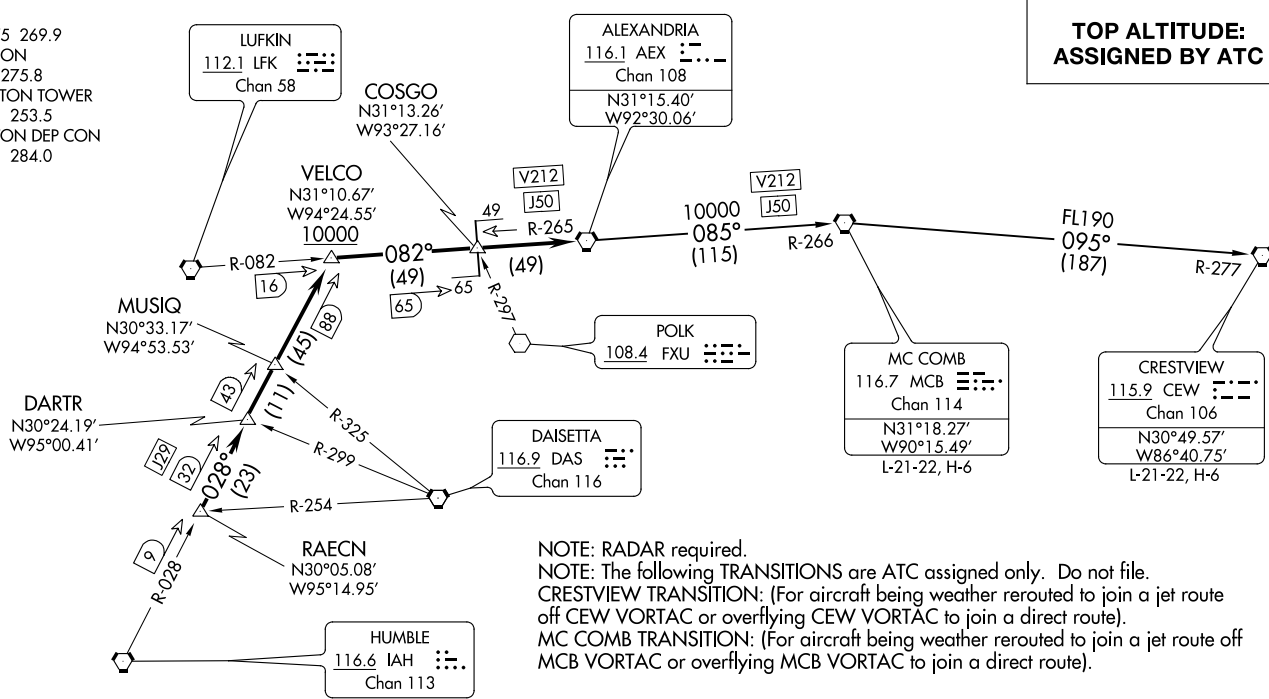 5 269.9
ON
275.8
TON TOWER
253.5
ON DEP CON
284.0
LUFKIN
112.1 LFK
Chan 58
ALEXANDRIA
116.1 AEX
Chan 108
N31°15.40'
W92°30.06'
TOP ALTITUDE:
ASSIGNED BY ATC
COSGO
N31°13.26'
W93°27.16'
VELCO
N31°10.67'
W94°24.55'
10000
V212
J50
49
R-265
V212
J50
10000
085°
(115)
R-266
FL190
095°
(187)
R-277
R-082
16
082°
(49)
65
65
(49)
R-297
88
MUSIQ
N30°33.17'
W94°53.53'
(45)
POLK
108.4 FXU
43
(11)
MC COMB
116.7 MCB
Chan 114
N31°18.27'
W90°15.49'
L-21-22, H-6
CRESTVIEW
115.9 CEW
Chan 106
N30°49.57'
W86°40.75'
L-21-22, H-6
DARTR
N30°24.19'
W95°00.41'
R-325
R-299
J29
32
028°
(23)
DAISETTA
116.9 DAS
Chan 116
R-254
9
R-028
RAECN
N30°05.08'
W95°14.95'
HUMBLE
116.6 IAH
Chan 113
NOTE: RADAR required.
NOTE: The following TRANSITIONS are ATC assigned only. Do not file.
CRESTVIEW TRANSITION: (For aircraft being weather rerouted to join a jet route
off CEW VORTAC or overflying CEW VORTAC to join a direct route).
MC COMB TRANSITION: (For aircraft being weather rerouted to join a jet route off
MCB VORTAC or overflying MCB VORTAC to join a direct route).